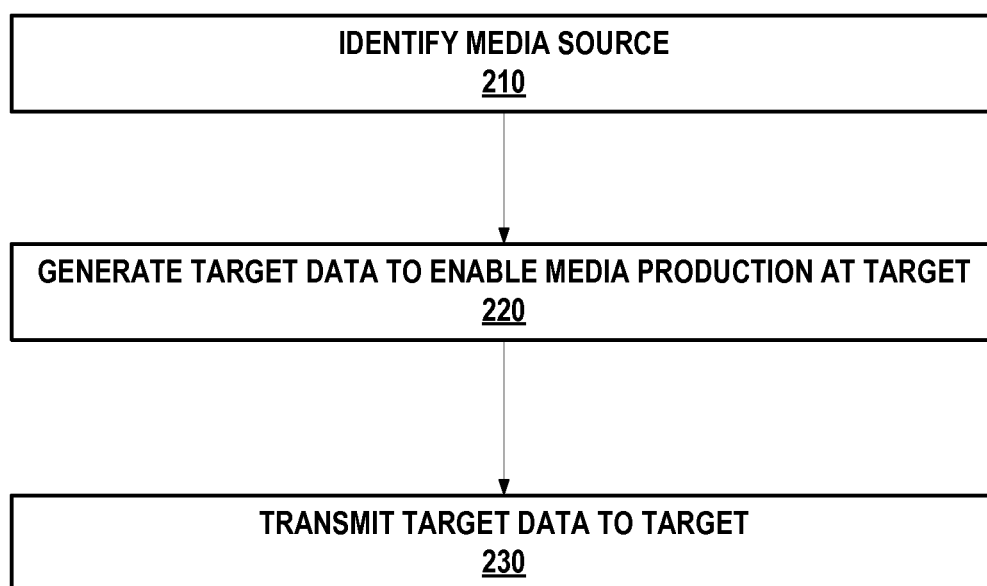 IDENTIFY MEDIA SOURCE
210
GENERATE TARGET DATA TO ENABLE MEDIA PRODUCTION AT TARGET
220
TRANSMIT TARGET DATA TO TARGET
230